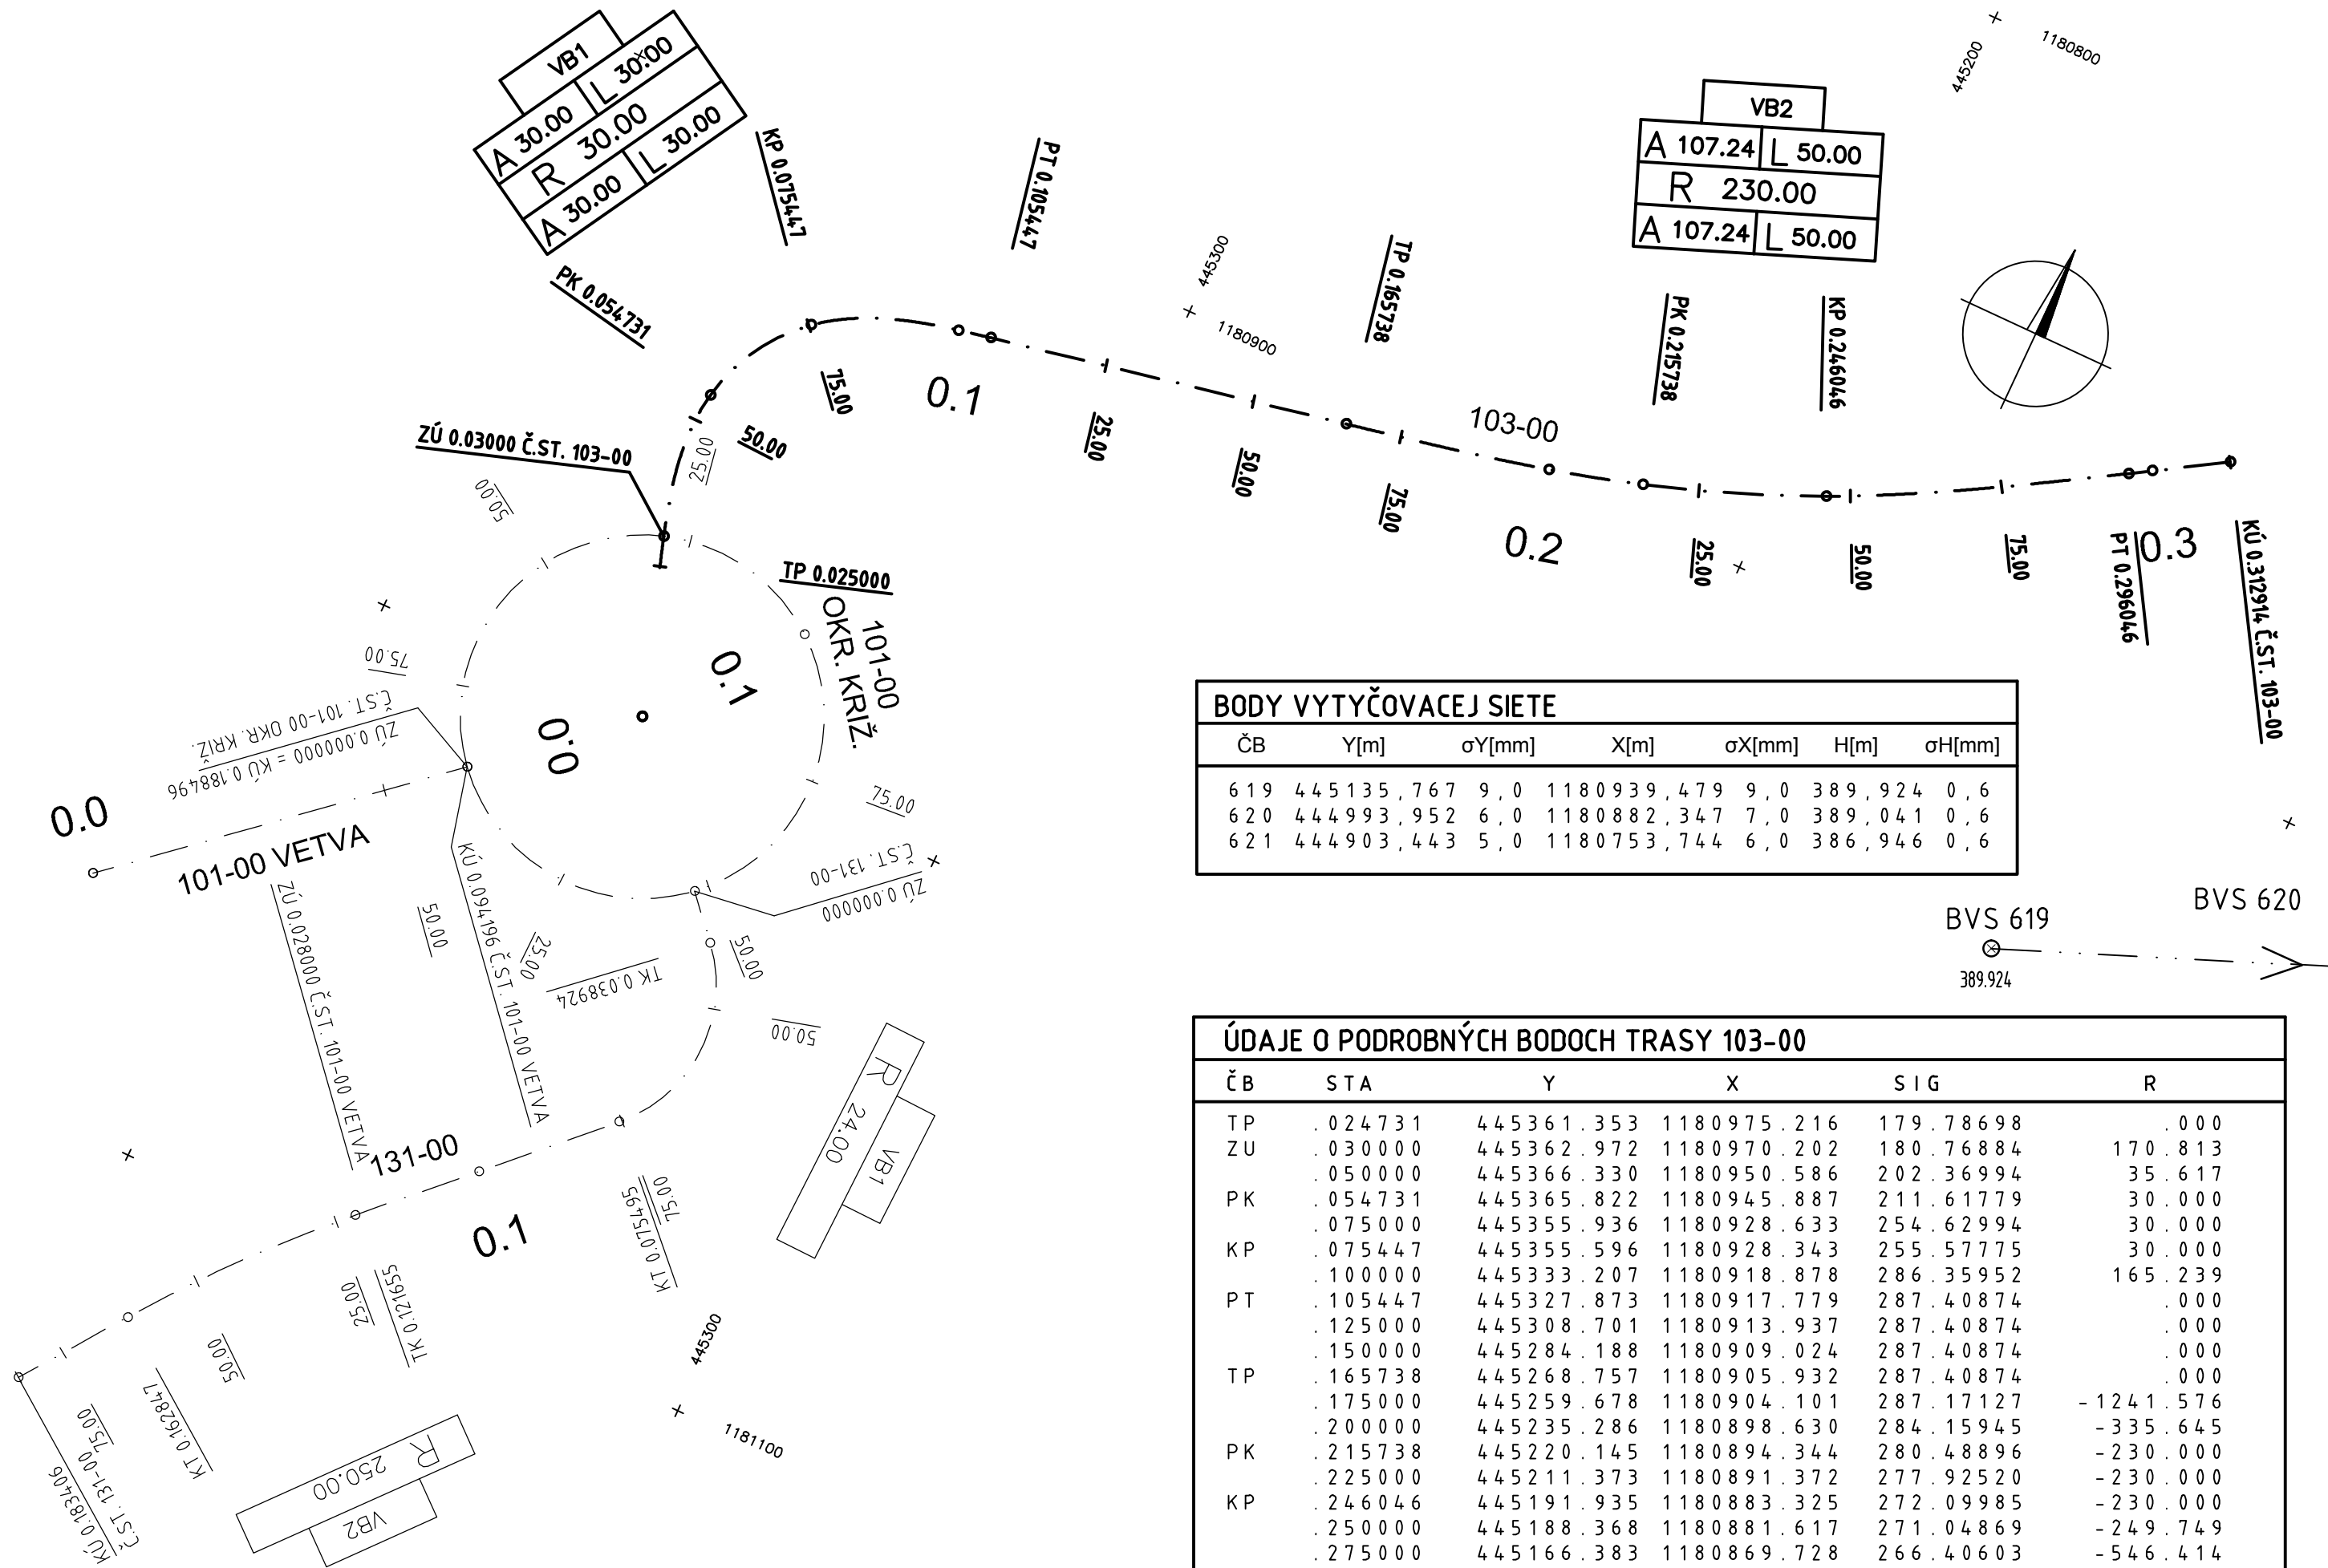 VB1
A 30.00 L 30.00
R 30.00
A 30.00 L 30.00
KP 0.075447
PT 0.105447
PK 0.054731
445200
1180800
VB2
A 107.24 L 50.00
R 230.00
A 107.24 L 50.00
445300
1180900
TP 0.165738
PK 0.215738
KP 0.246046
ZÚ 0.03000 Č.ST. 103-00
25.00
50.00
50.00
75.00
0.1
25.00
50.00
75.00
103-00
0.2
25.00
50.00
75.00
PT 0.296046
0.3
KÚ 0.312914 Č.ST. 103-00
TP 0.025000
101-00
OKR. KRIŽ.
0.1
0.0
75.00
ZÚ 0.000000 = KÚ 0.188496
Č.ST. 101-00 OKR. KRIŽ.
0.0
101-00 VETVA
ZÚ 0.028000 Č.ST. 101-00 VETVA
50.00
KÚ 0.094196 Č.ST. 101-00 VETVA
25.00
TK 0.038924
50.00
75.00
ZÚ 0.000000
Č.ST. 131-00
50.00
R 24.00
VB1
131-00
0.1
KT 0.075495
75.00
TK 0.121655
25.00
50.00
KT 0.162847
75.00
KÚ 0.183406
Č.ST. 131-00
R 250.00
VB2
445300
1181100
BODY VYTYČOVACEJ SIETE
ČB Y[m] σY[mm] X[m] σX[mm] H[m] σH[mm]
619 445135,767 9,0 1180939,479 9,0 389,924 0,6
620 444993,952 6,0 1180882,347 7,0 389,041 0,6
621 444903,443 5,0 1180753,744 6,0 386,946 0,6
BVS 619
389.924
BVS 620
ÚDAJE O PODROBNÝCH BODOCH TRASY 103-00
ČB STA Y X SIG R
TP .024731 445361.353 1180975.216 179.78698 .000
ZU .030000 445362.972 1180970.202 180.76884 170.813
.050000 445366.330 1180950.586 202.36994 35.617
PK .054731 445365.822 1180945.887 211.61779 30.000
.075000 445355.936 1180928.633 254.62994 30.000
KP .075447 445355.596 1180928.343 255.57775 30.000
.100000 445333.207 1180918.878 286.35952 165.239
PT .105447 445327.873 1180917.779 287.40874 .000
.125000 445308.701 1180913.937 287.40874 .000
.150000 445284.188 1180909.024 287.40874 .000
TP .165738 445268.757 1180905.932 287.40874 .000
.175000 445259.678 1180904.101 287.17127 -1241.576
.200000 445235.286 1180898.630 284.15945 -335.645
PK .215738 445220.145 1180894.344 280.48896 -230.000
.225000 445211.373 1180891.372 277.92520 -230.000
KP .246046 445191.935 1180883.325 272.09985 -230.000
.250000 445188.368 1180881.617 271.04869 -249.749
.275000 445166.383 1180869.728 266.40603 -546.414